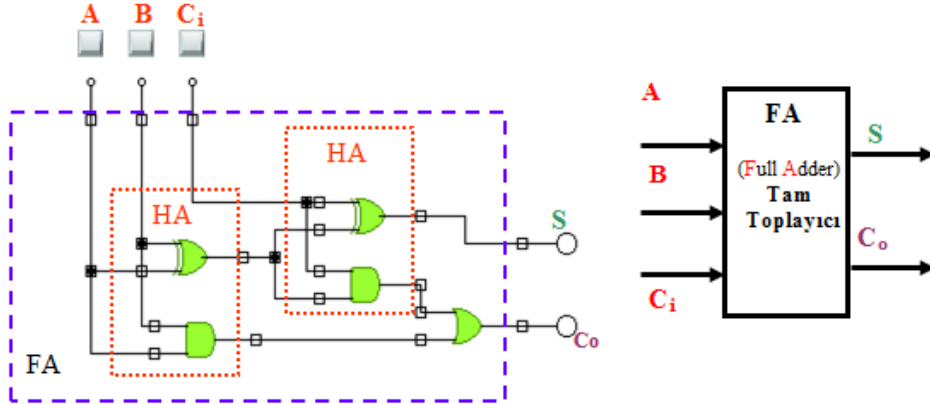 A B Ci
HA
HA
S
Co
FA
A
B
Ci
FA
(Full Adder)
Tam
Toplayıcı
S
Co